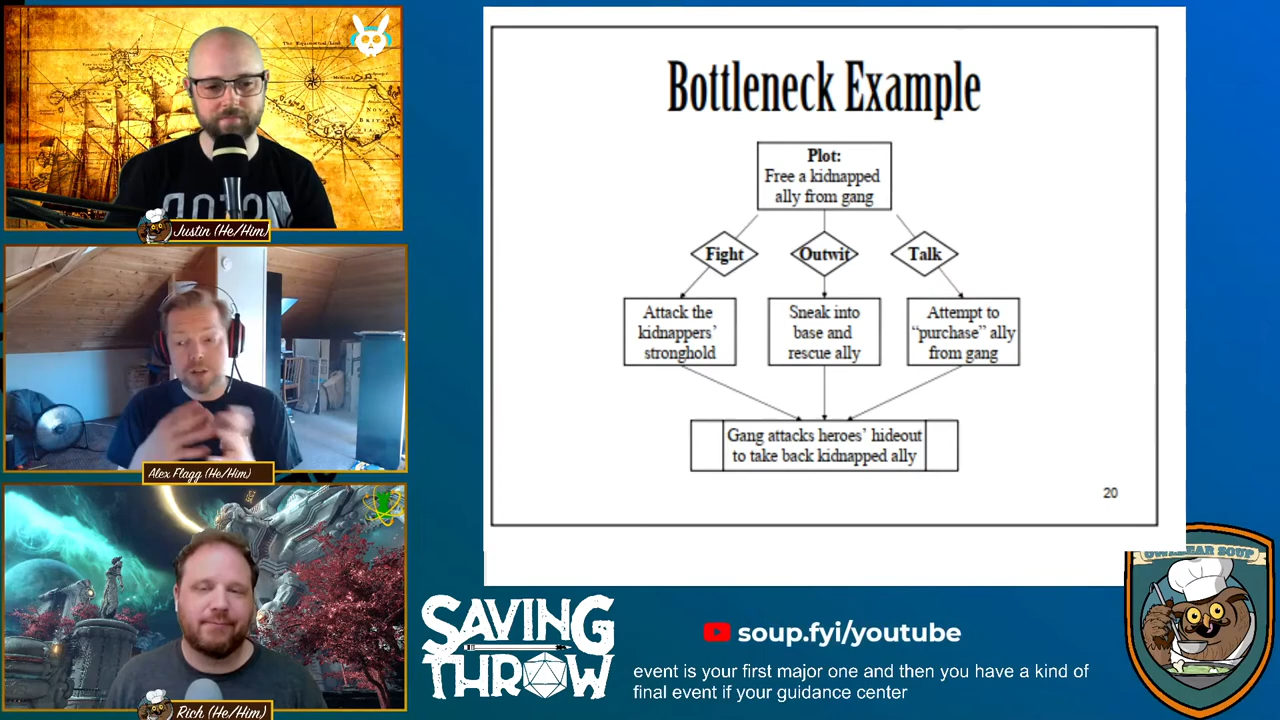 Justin (He/Him)
Alex Flagg (He/Him)
Rich (He/Him)
Bottleneck Example
Plot:
Free a kidnapped
ally from gang
Fight
Outwit
Talk
Attack the
kidnappers’
stronghold
Sneak into
base and
rescue ally
Attempt to
“purchase” ally
from gang
Gang attacks heroes’ hideout
to take back kidnapped ally
20
SAVING
THROW
soup.fyi/youtube
event is your first major one and then you have a kind of
final event if your guidance center
SOUP